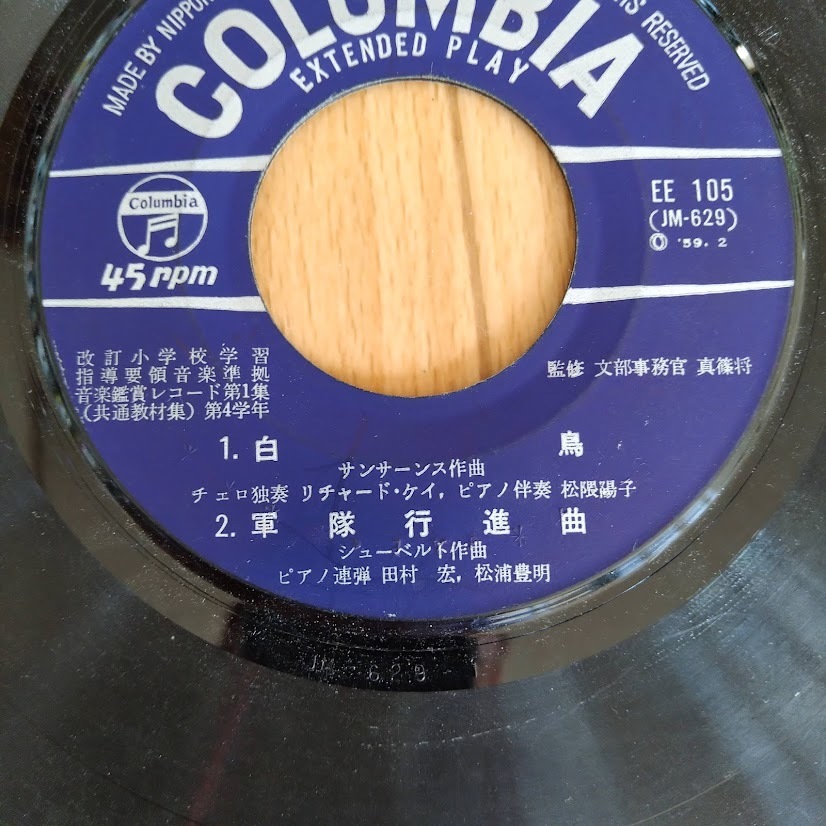 MADE BY NIPPON
COLUMBIA
RESERVED
EXTENDED PLAY
Columbia
45 rpm
EE 105
(JM-629)
Ⓟ '59. 2
改訂小学校学習
指導要領音楽準拠
音楽鑑賞レコード第1集
(共通教材集) 第4学年
監修 文部事務官 真篠将
1. 白鳥
サンサーンス作曲
チェロ独奏 リチャード・ケイ, ピアノ伴奏 松隈陽子
2. 軍隊行進曲
シューベルト作曲
ピアノ連弾 田村 宏, 松浦豊明